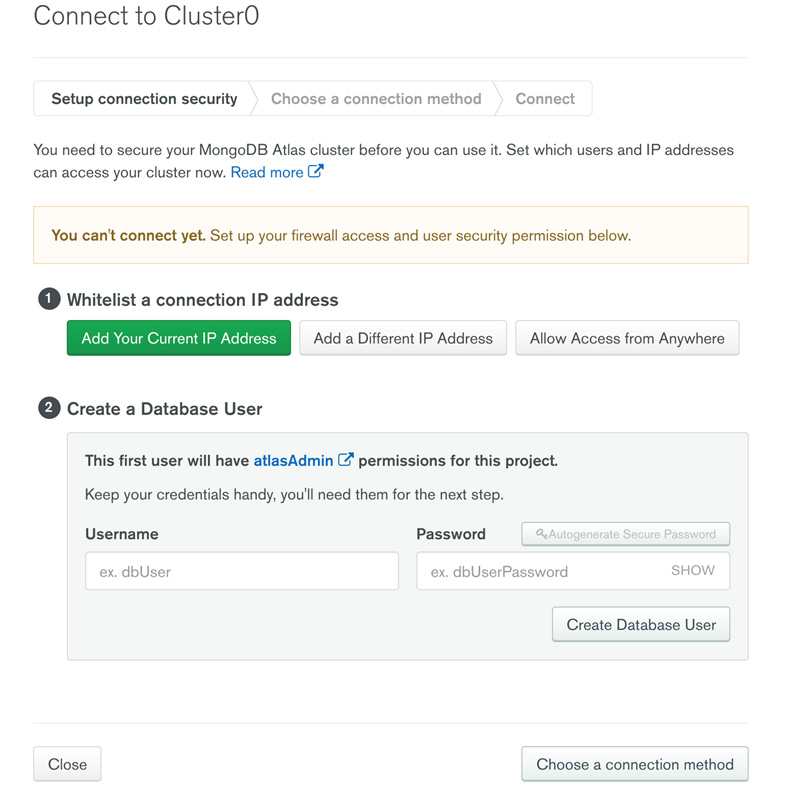 Connect to Cluster0
Setup connection security
Choose a connection method
Connect
You need to secure your MongoDB Atlas cluster before you can use it. Set which users and IP addresses
can access your cluster now. Read more
You can't connect yet. Set up your firewall access and user security permission below.
1 Whitelist a connection IP address
Add Your Current IP Address
Add a Different IP Address
Allow Access from Anywhere
2 Create a Database User
This first user will have atlasAdmin permissions for this project.
Keep your credentials handy, you'll need them for the next step.
Username
Password
Autogenerate Secure Password
ex. dbUser
ex. dbUserPassword
SHOW
Create Database User
Close
Choose a connection method